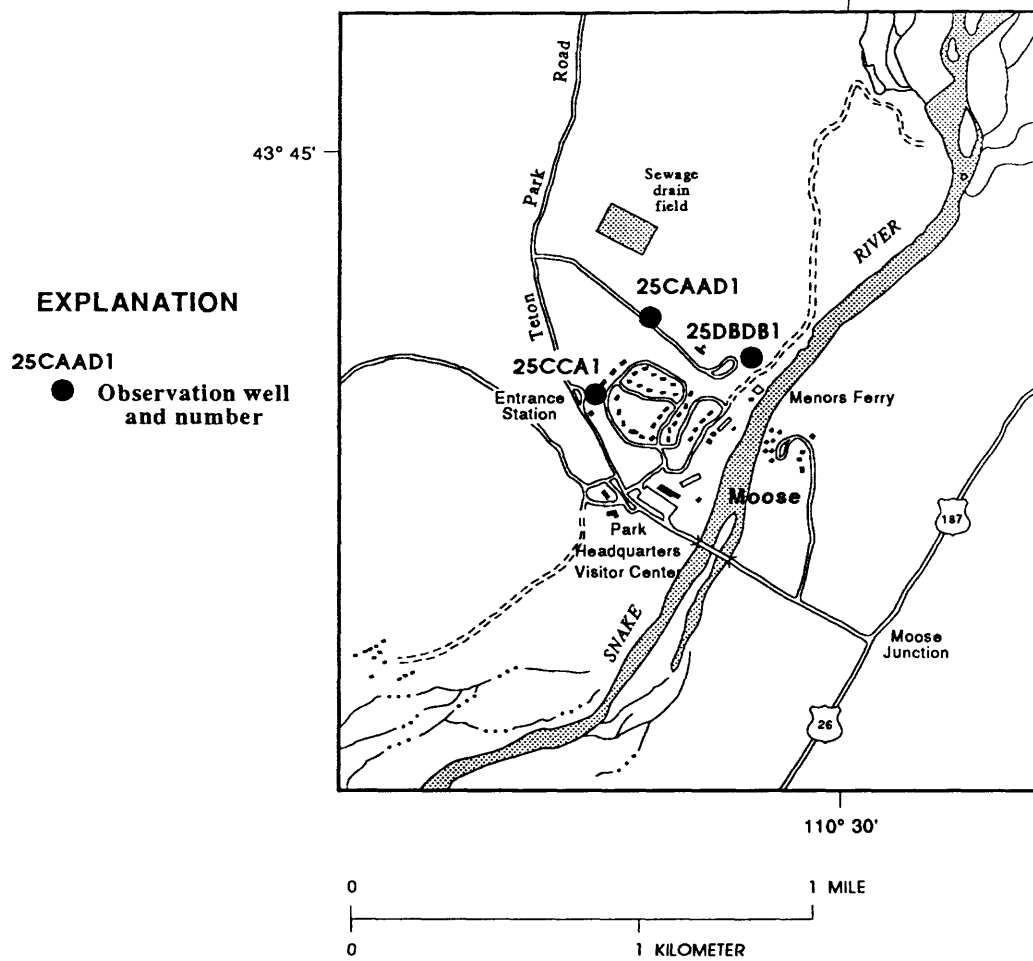 43° 45'
Road
Park
Teton
Sewage
drain
field
RIVER
EXPLANATION
25CAAD1
Observation well
and number
25CAAD1
25DBDB1
25CCA1
Entrance
Station
Menors Ferry
Moose
187
Park
Headquarters
Visitor Center
SNAKE
Moose
Junction
26
110° 30'
0 1 MILE
0 1 KILOMETER